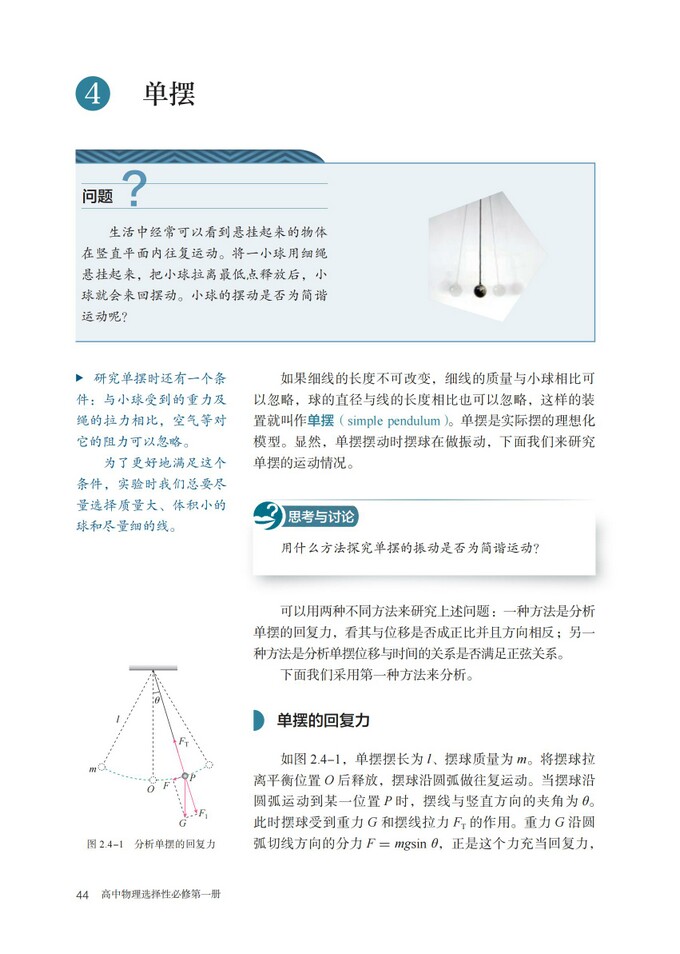 4 单摆
问题 ?
生活中经常可以看到悬挂起来的物体
在竖直平面内往复运动。将一小球用细绳
悬挂起来,把小球拉离最低点释放后,小
球就会来回摆动。小球的摆动是否为简谐
运动呢?
▶ 研究单摆时还有一个条
件:与小球受到的重力及
绳的拉力相比,空气等对
它的阻力可以忽略。
为了更好地满足这个
条件,实验时我们总要尽
量选择质量大、体积小的
球和尽量细的线。
如果细线的长度不可改变,细线的质量与小球相比可
以忽略,球的直径与线的长度相比也可以忽略,这样的装
置就叫作单摆(simple pendulum)。单摆是实际摆的理想化
模型。显然,单摆摆动时摆球在做振动,下面我们来研究
单摆的运动情况。
思考与讨论
用什么方法探究单摆的振动是否为简谐运动?
可以用两种不同方法来研究上述问题:一种方法是分析
单摆的回复力,看其与位移是否成正比并且方向相反;另一
种方法是分析单摆位移与时间的关系是否满足正弦关系。
下面我们采用第一种方法来分析。
θ
l
F_T
m
O
F
P
F₁
G
图 2.4-1 分析单摆的回复力
单摆的回复力
如图 2.4-1,单摆摆长为 l、摆球质量为 m。将摆球拉
离平衡位置 O 后释放,摆球沿圆弧做往复运动。当摆球沿
圆弧运动到某一位置 P 时,摆线与竖直方向的夹角为 θ。
此时摆球受到重力 G 和摆线拉力 F_T 的作用。重力 G 沿圆
弧切线方向的分力 F = mgsin θ,正是这个力充当回复力,
44 高中物理选择性必修第一册